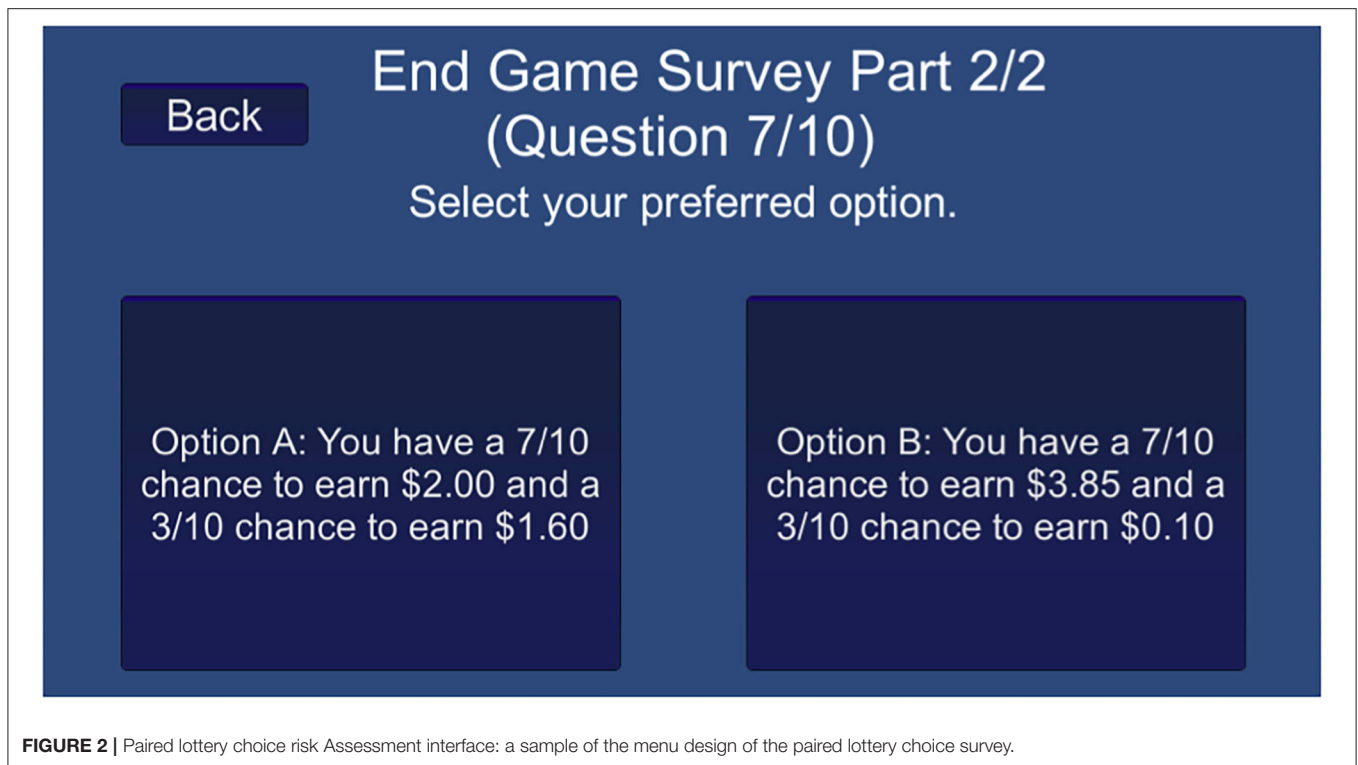 End Game Survey Part 2/2
Back
(Question 7/10)
Select your preferred option.
Option A: You have a 7/10
chance to earn $2.00 and a
3/10 chance to earn $1.60
Option B: You have a 7/10
chance to earn $3.85 and a
3/10 chance to earn $0.10
FIGURE 2 | Paired lottery choice risk Assessment interface: a sample of the menu design of the paired lottery choice survey.